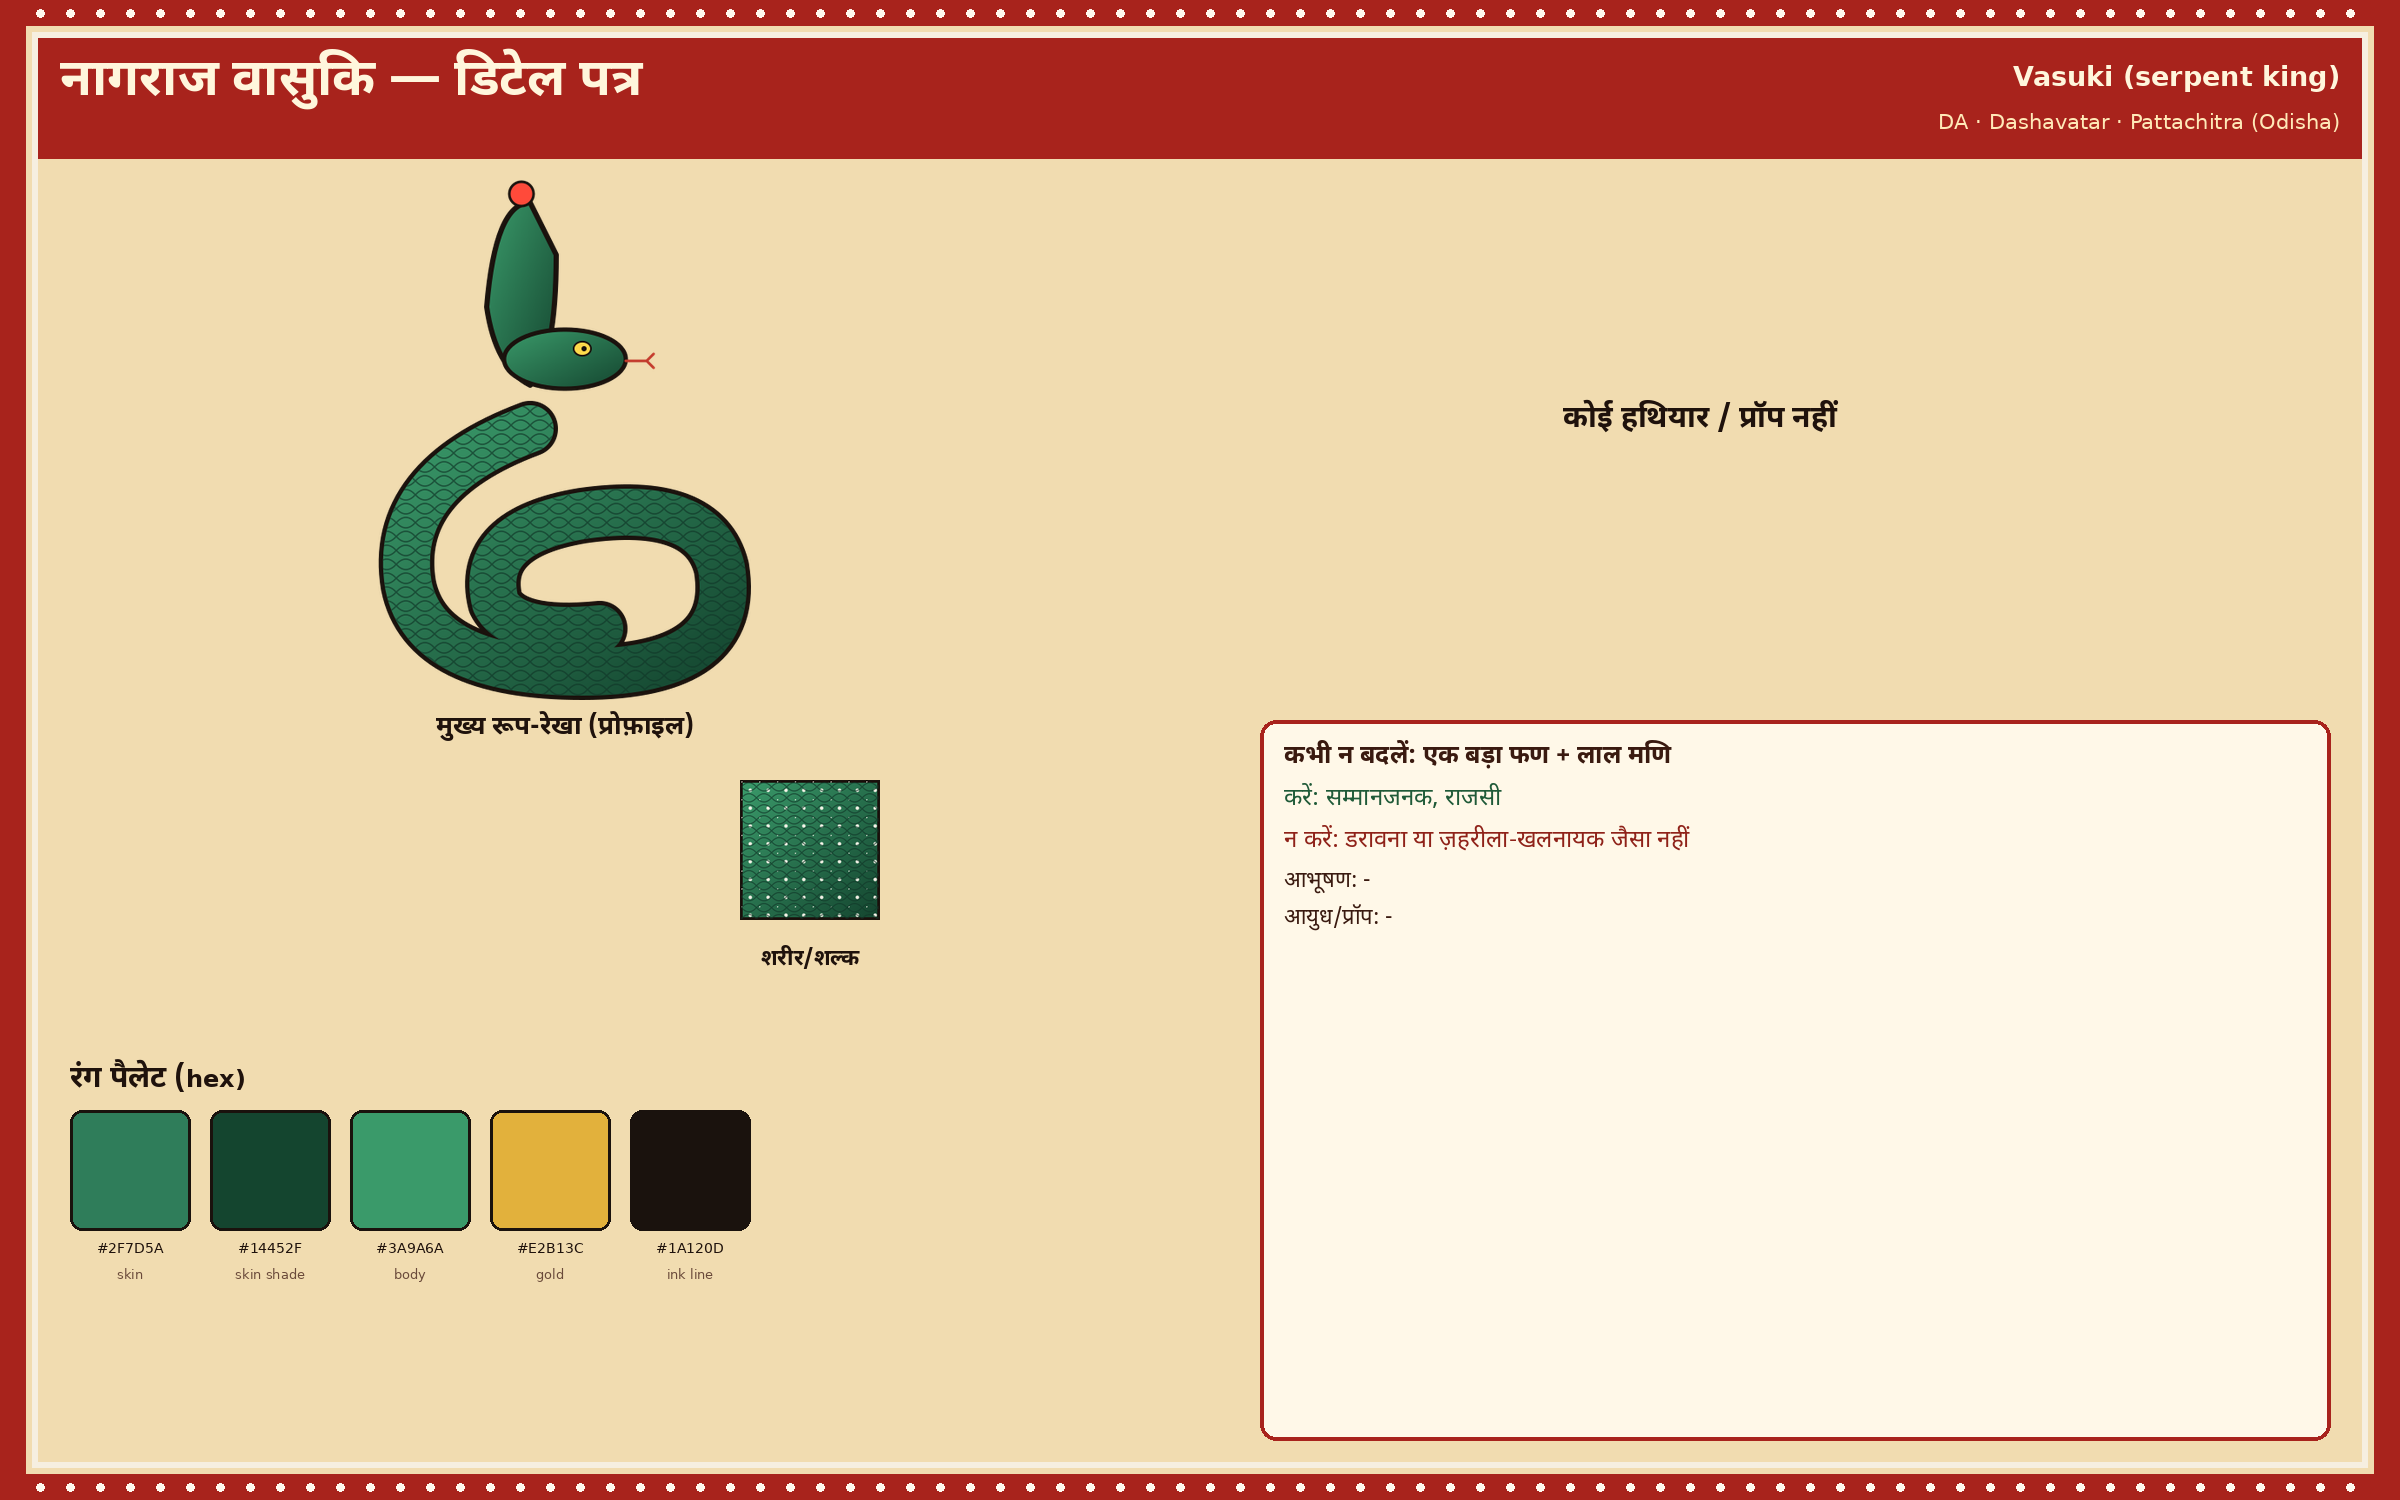 नागराज वासुकि — डिटेल पत्र
Vasuki (serpent king)
DA · Dashavatar · Pattachitra (Odisha)
कोई हथियार / प्रॉप नहीं
मुख्य रूप-रेखा (प्रोफ़ाइल)
कभी न बदलें: एक बड़ा फण + लाल मणि
करें: सम्मानजनक, राजसी
न करें: डरावना या ज़हरीला-खलनायक जैसा नहीं
आभूषण: -
आयुध/प्रॉप: -
शरीर/शल्क
रंग पैलेट (hex)
#2F7D5A #14452F #3A9A6A #E2B13C #1A120D
skin skin shade body gold ink line